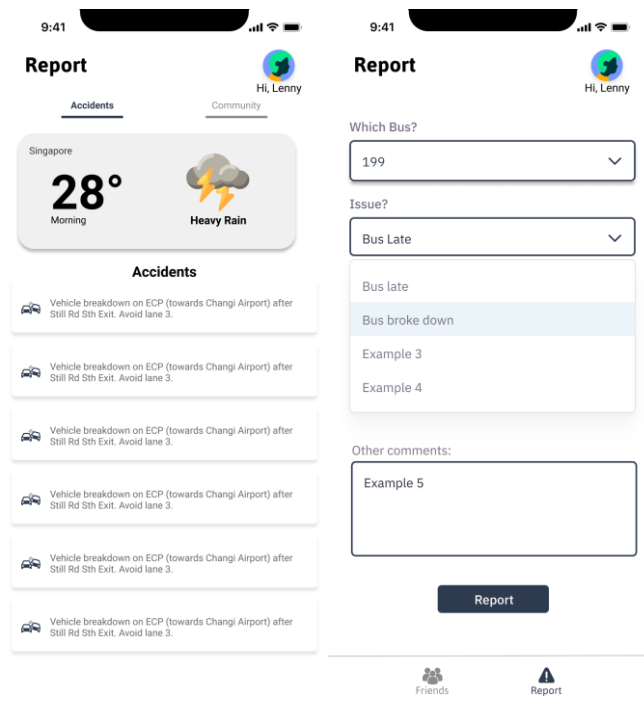 9:41
Report
Hi, Lenny
Accidents
Community
Singapore
28°
Morning
Heavy Rain
Accidents
Vehicle breakdown on ECP (towards Changi Airport) after
Still Rd Sth Exit. Avoid lane 3.
Vehicle breakdown on ECP (towards Changi Airport) after
Still Rd Sth Exit. Avoid lane 3.
Vehicle breakdown on ECP (towards Changi Airport) after
Still Rd Sth Exit. Avoid lane 3.
Vehicle breakdown on ECP (towards Changi Airport) after
Still Rd Sth Exit. Avoid lane 3.
Vehicle breakdown on ECP (towards Changi Airport) after
Still Rd Sth Exit. Avoid lane 3.
Vehicle breakdown on ECP (towards Changi Airport) after
Still Rd Sth Exit. Avoid lane 3.
9:41
Report
Hi, Lenny
Which Bus?
199
Issue?
Bus Late
Bus late
Bus broke down
Example 3
Example 4
Other comments:
Example 5
Report
Friends
Report